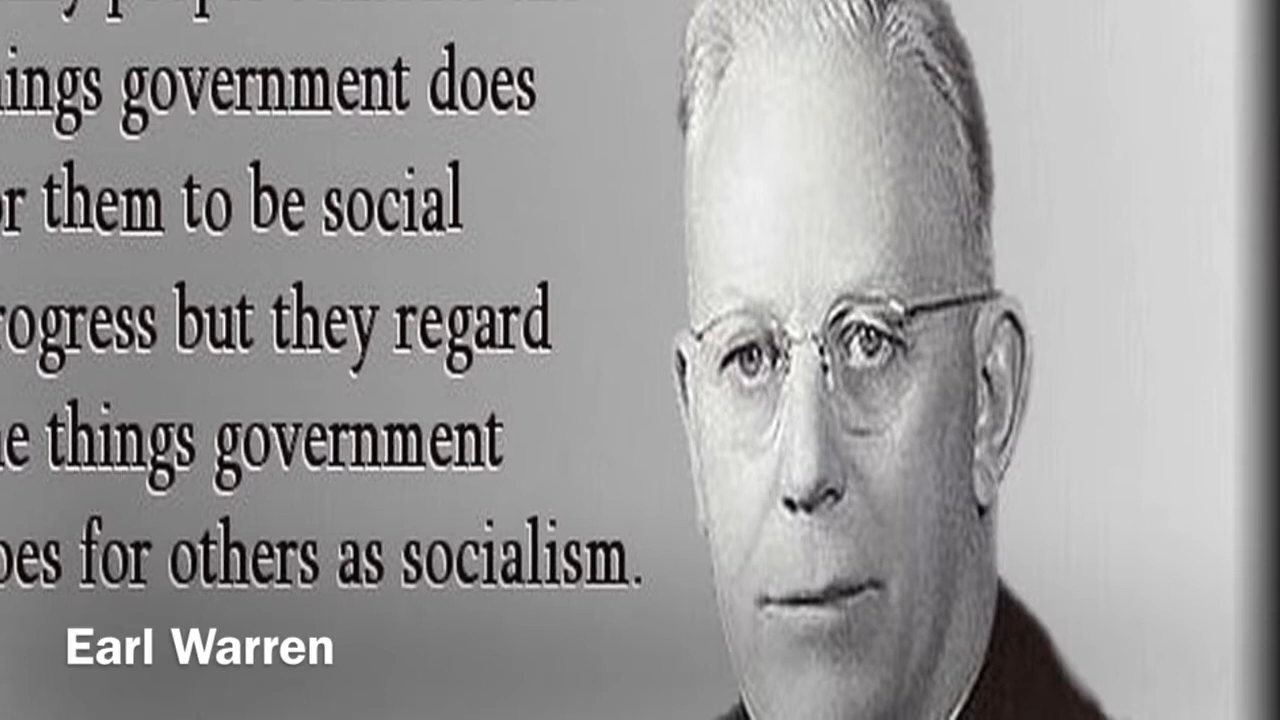 people
ings government does
r them to be social
rogress but they regard
e things government
oes for others as socialism.
Earl Warren